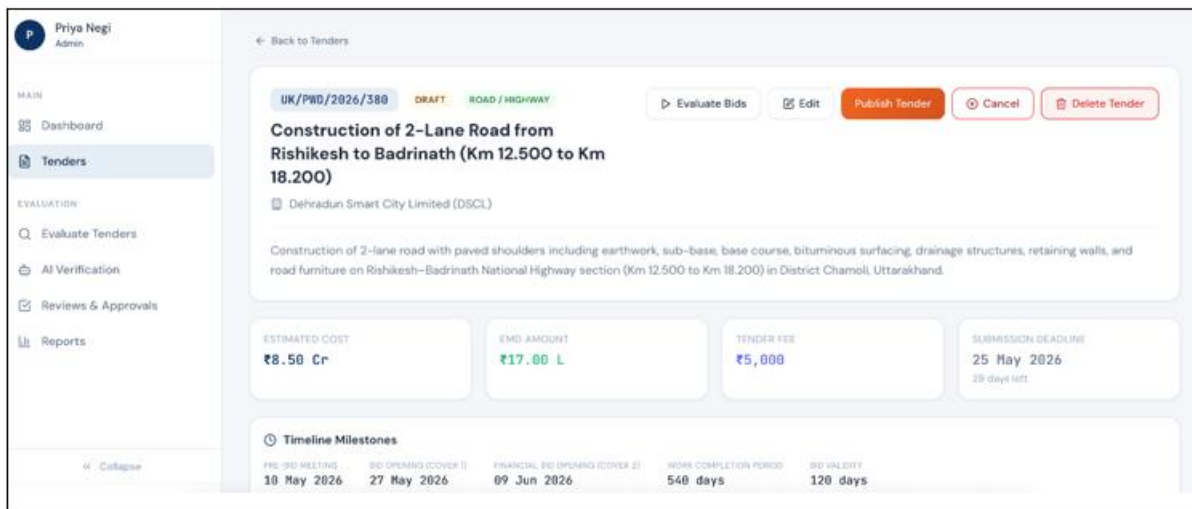 P
Priya Negi
Admin
MAIN
Dashboard
Tenders
EVALUATION
Evaluate Tenders
AI Verification
Reviews & Approvals
Reports
« Collapse
← Back to Tenders
UK/PWD/2026/380 DRAFT ROAD / HIGHWAY
Evaluate Bids Edit Publish Tender Cancel Delete Tender
Construction of 2-Lane Road from
Rishikesh to Badrinath (Km 12.500 to Km
18.200)
Dehradun Smart City Limited (DSCL)
Construction of 2-lane road with paved shoulders including earthwork, sub-base, base course, bituminous surfacing, drainage structures, retaining walls, and
road furniture on Rishikesh–Badrinath National Highway section (Km 12.500 to Km 18.200) in District Chamoli, Uttarakhand.
ESTIMATED COST EMD AMOUNT TENDER FEE SUBMISSION DEADLINE
₹8.50 Cr ₹17.00 L ₹5,000 25 May 2026
29 days left
Timeline Milestones
PRE-BID MEETING BID OPENING (COVER 1) FINANCIAL BID OPENING (COVER 2) WORK COMPLETION PERIOD BID VALIDITY
10 May 2026 27 May 2026 09 Jun 2026 540 days 120 days